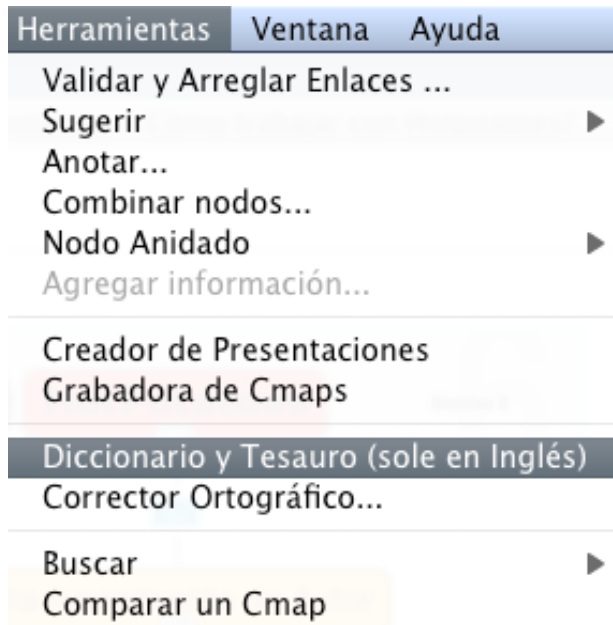 Herramientas Ventana Ayuda
Validar y Arreglar Enlaces ...
Sugerir
Anotar...
Combinar nodos...
Nodo Anidado
Agregar información...
Creador de Presentaciones
Grabadora de Cmaps
Diccionario y Tesauro (sole en Inglés)
Corrector Ortográfico...
Buscar
Comparar un Cmap